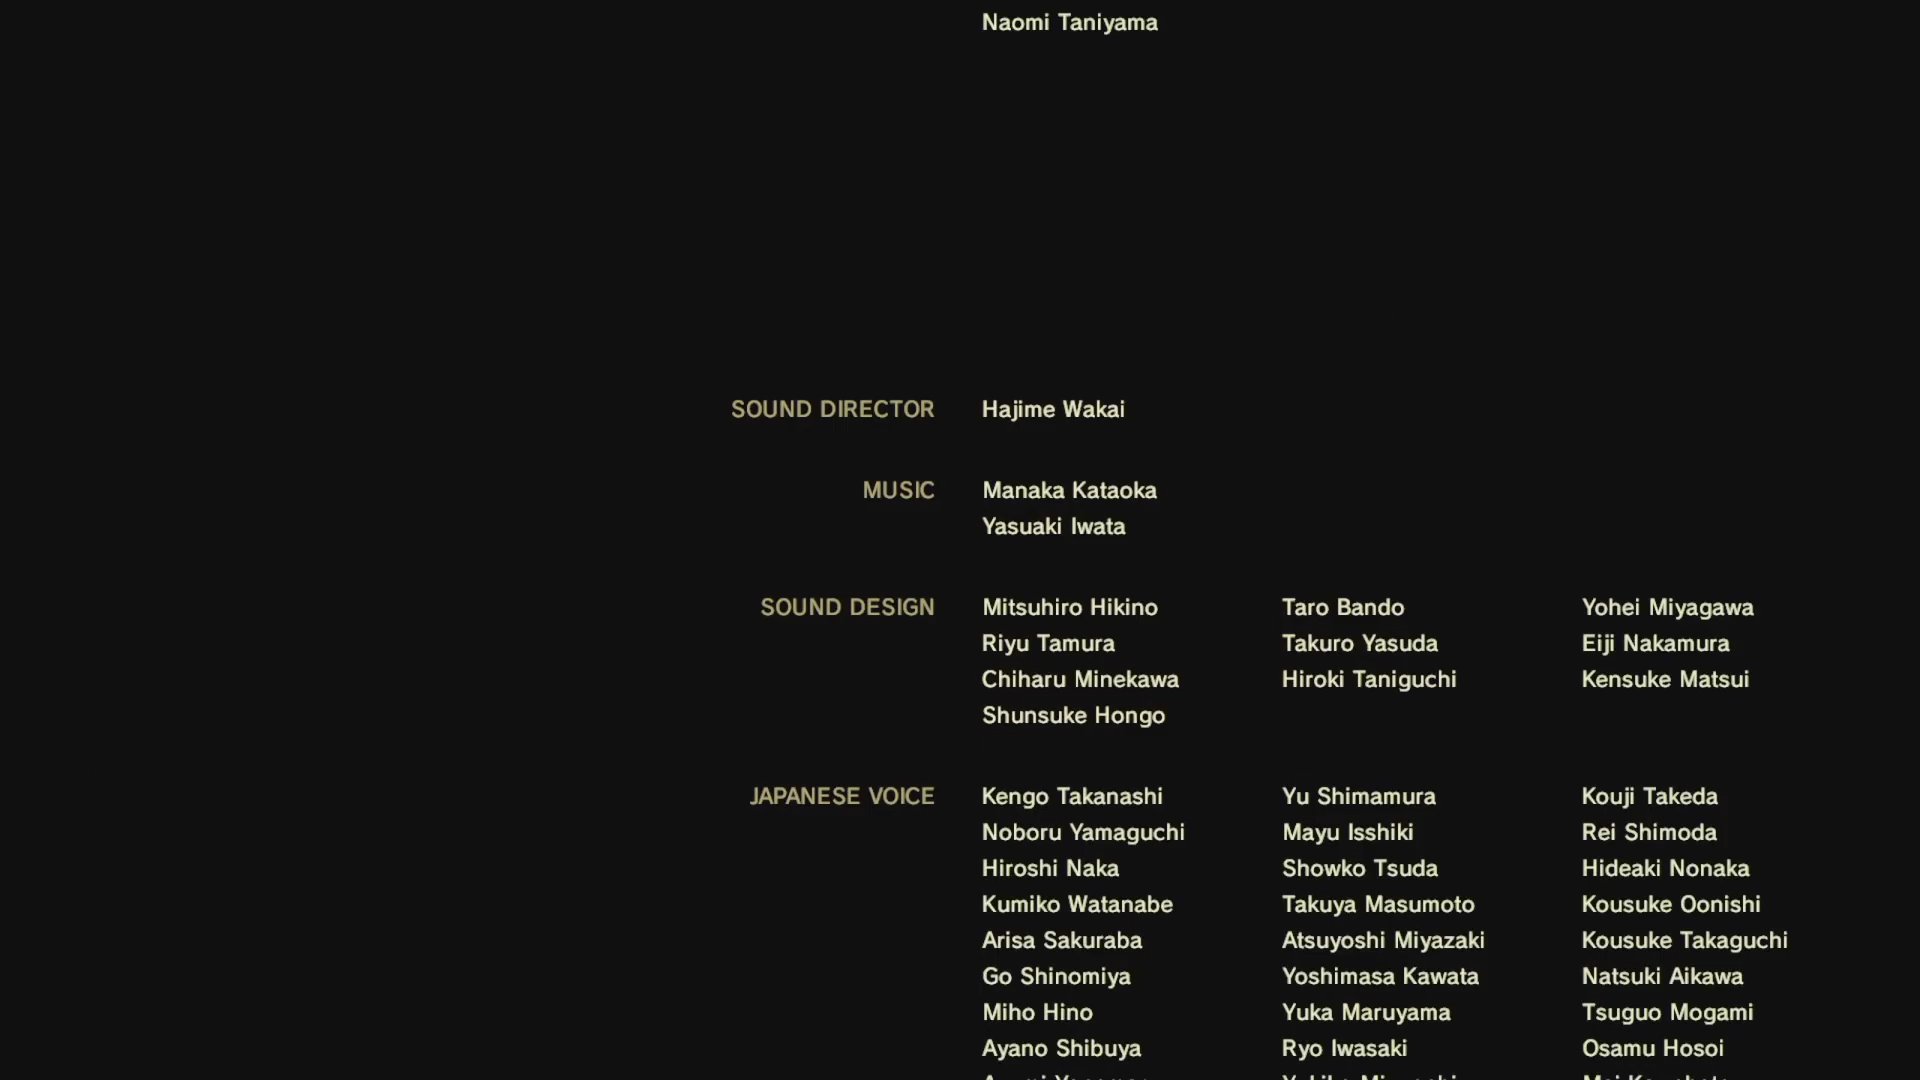 Naomi Taniyama
SOUND DIRECTOR Hajime Wakai
MUSIC Manaka Kataoka
Yasuaki Iwata
SOUND DESIGN Mitsuhiro Hikino Taro Bando Yohei Miyagawa
Riyu Tamura Takuro Yasuda Eiji Nakamura
Chiharu Minekawa Hiroki Taniguchi Kensuke Matsui
Shunsuke Hongo
JAPANESE VOICE Kengo Takanashi Yu Shimamura Kouji Takeda
Noboru Yamaguchi Mayu Isshiki Rei Shimoda
Hiroshi Naka Showko Tsuda Hideaki Nonaka
Kumiko Watanabe Takuya Masumoto Kousuke Oonishi
Arisa Sakuraba Atsuyoshi Miyazaki Kousuke Takaguchi
Go Shinomiya Yoshimasa Kawata Natsuki Aikawa
Miho Hino Yuka Maruyama Tsuguo Mogami
Ayano Shibuya Ryo Iwasaki Osamu Hosoi